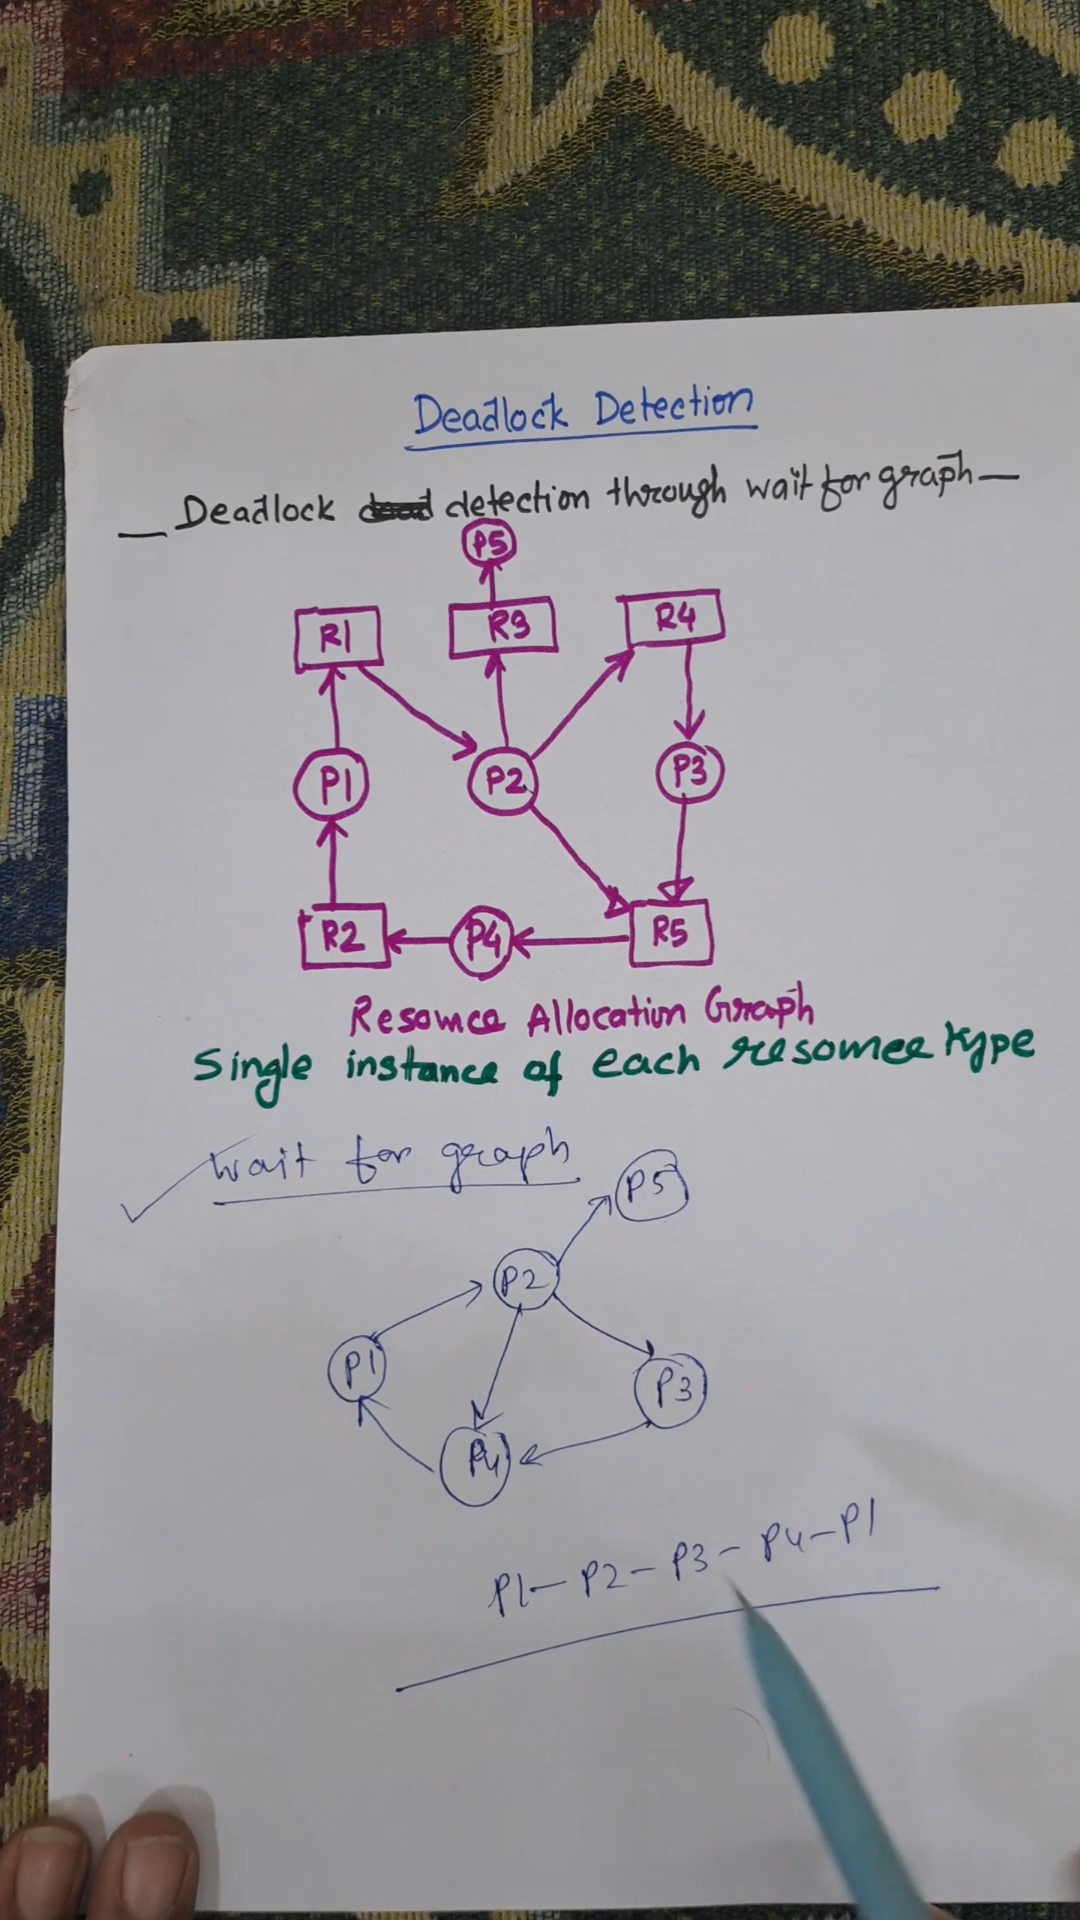 Deadlock Detection
Deadlock detection through wait for graph
P5
R1 R3 R4
P1 P2 P3
R2 P4 R5
Resource Allocation Graph
Single instance of each resource type
wait for graph
P5
P2
P1
P3
P4
P1 - P2 - P3 - P4 - P1